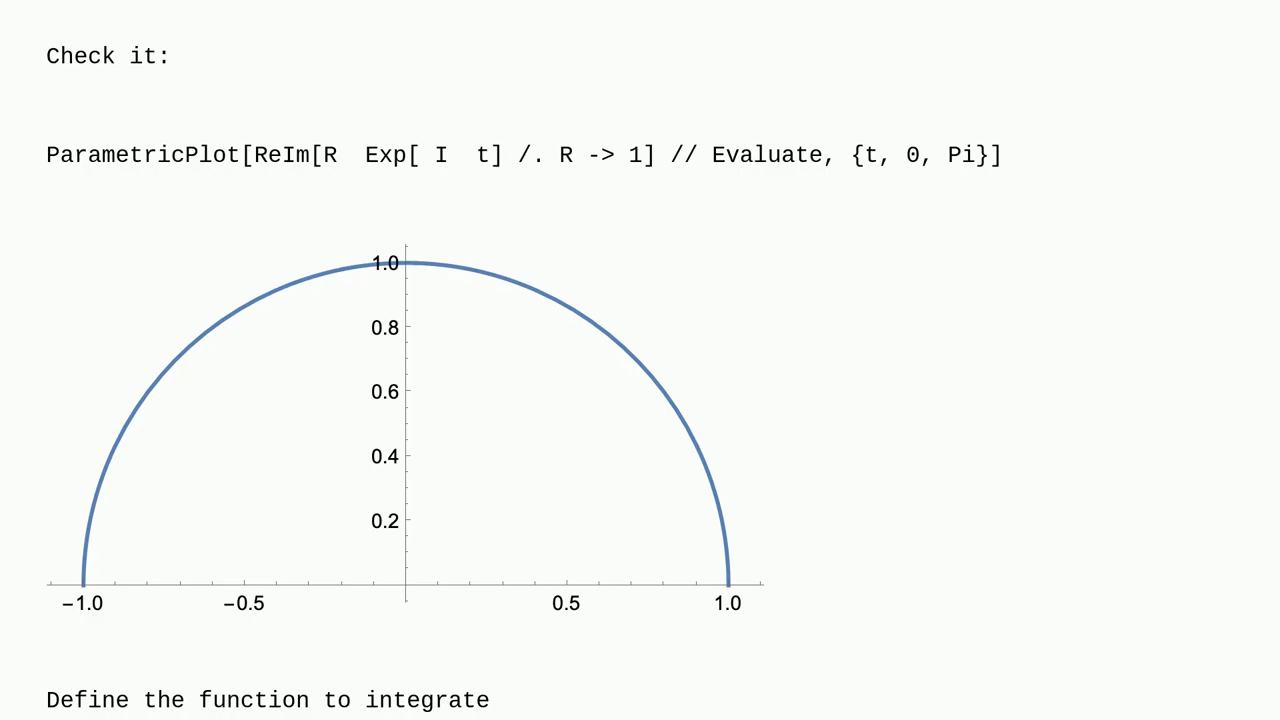 Check it:
ParametricPlot[ReIm[R  Exp[ I  t] /. R -> 1] // Evaluate, {t, 0, Pi}]
1.0
0.8
0.6
0.4
0.2
−1.0 −0.5 0.5 1.0
Define the function to integrate